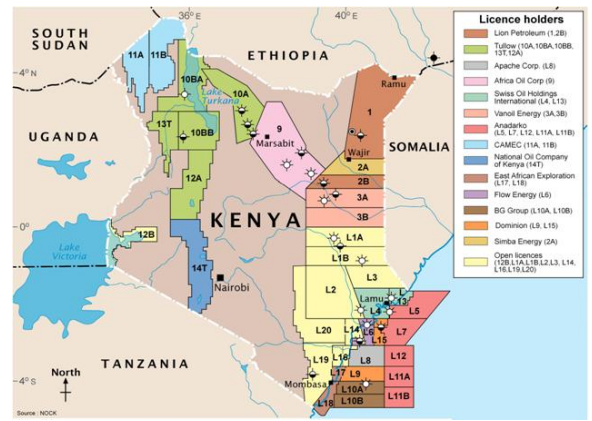 36°E
40°E
SOUTH
SUDAN
ETHIOPIA
11A
11B
10BA
4°N
Lake
Turkana
10A
Ramu
13T
10BB
9
Marsabit
1
Wajir
UGANDA
SOMALIA
12A
2A
2B
3A
3B
KENYA
0°
12B
Lake
Victoria
14T
Nairobi
L1A
L1B
L2
L3
Lamu
L
13
L4
L5
L20
L14
L6
L15
L7
TANZANIA
L19
L16
L8
L12
L17
L9
L11A
Mombasa
L10A
L10B
L11B
L18
North
4°S
Source : NOCK
Licence holders
Lion Petroleum (1,2B)
Tullow (10A,10BA,10BB,
13T,12A)
Apache Corp. (L8)
Africa Oil Corp (9)
Swiss Oil Holdings
International (L4, L13)
Vanoil Energy (3A,3B)
Anadarko
(L5, L7, L12, L11A, L11B)
CAMEC (11A, 11B)
National Oil Company
of Kenya (14T)
East African Exploration
(L17, L18)
Flow Energy (L6)
BG Group (L10A, L10B)
Dominion (L9, L15)
Simba Energy (2A)
Open licences
(12B,L1A,L1B,L2,L3, L14,
L16,L19,L20)